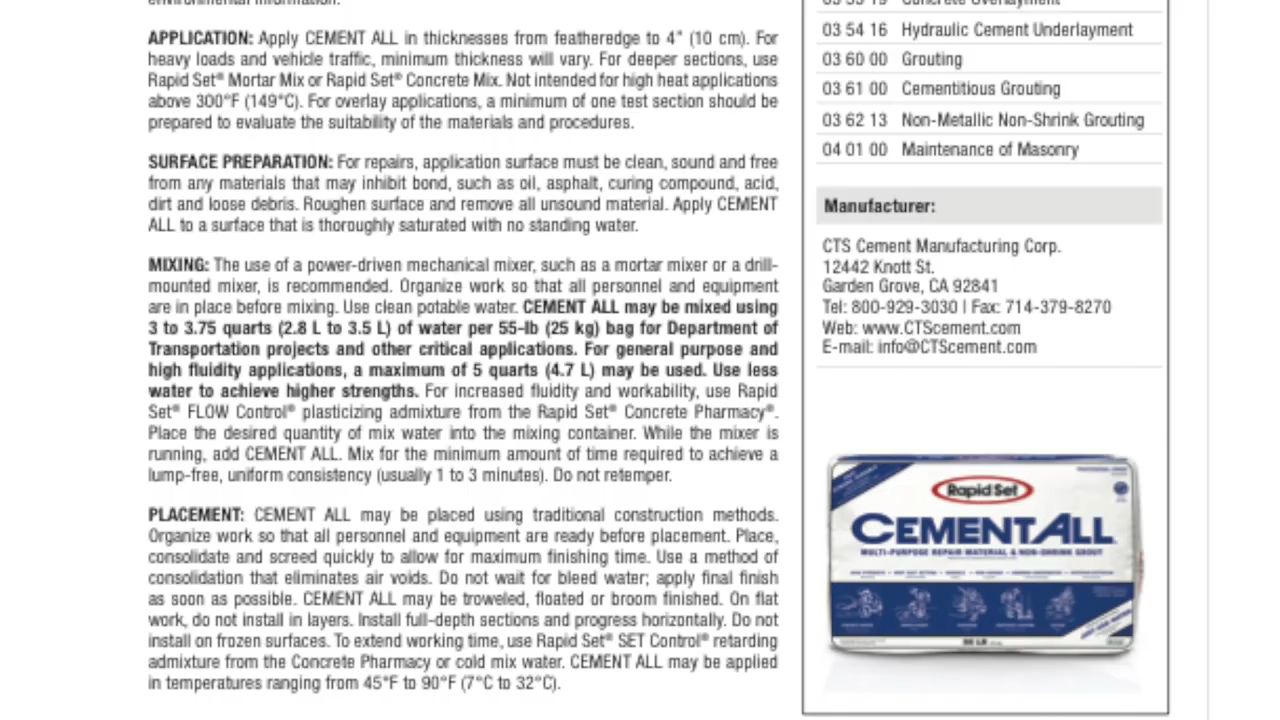 environmental information.
APPLICATION: Apply CEMENT ALL in thicknesses from featheredge to 4" (10 cm). For
heavy loads and vehicle traffic, minimum thickness will vary. For deeper sections, use
Rapid Set® Mortar Mix or Rapid Set® Concrete Mix. Not intended for high heat applications
above 300°F (149°C). For overlay applications, a minimum of one test section should be
prepared to evaluate the suitability of the materials and procedures.
SURFACE PREPARATION: For repairs, application surface must be clean, sound and free
from any materials that may inhibit bond, such as oil, asphalt, curing compound, acid,
dirt and loose debris. Roughen surface and remove all unsound material. Apply CEMENT
ALL to a surface that is thoroughly saturated with no standing water.
MIXING: The use of a power-driven mechanical mixer, such as a mortar mixer or a drill-
mounted mixer, is recommended. Organize work so that all personnel and equipment
are in place before mixing. Use clean potable water. CEMENT ALL may be mixed using
3 to 3.75 quarts (2.8 L to 3.5 L) of water per 55-lb (25 kg) bag for Department of
Transportation projects and other critical applications. For general purpose and
high fluidity applications, a maximum of 5 quarts (4.7 L) may be used. Use less
water to achieve higher strengths. For increased fluidity and workability, use Rapid
Set® FLOW Control® plasticizing admixture from the Rapid Set® Concrete Pharmacy®.
Place the desired quantity of mix water into the mixing container. While the mixer is
running, add CEMENT ALL. Mix for the minimum amount of time required to achieve a
lump-free, uniform consistency (usually 1 to 3 minutes). Do not retemper.
PLACEMENT: CEMENT ALL may be placed using traditional construction methods.
Organize work so that all personnel and equipment are ready before placement. Place,
consolidate and screed quickly to allow for maximum finishing time. Use a method of
consolidation that eliminates air voids. Do not wait for bleed water; apply final finish
as soon as possible. CEMENT ALL may be troweled, floated or broom finished. On flat
work, do not install in layers. Install full-depth sections and progress horizontally. Do not
install on frozen surfaces. To extend working time, use Rapid Set® SET Control® retarding
admixture from the Concrete Pharmacy or cold mix water. CEMENT ALL may be applied
in temperatures ranging from 45°F to 90°F (7°C to 32°C).
03 53 19 Concrete Overlayment
03 54 16 Hydraulic Cement Underlayment
03 60 00 Grouting
03 61 00 Cementitious Grouting
03 62 13 Non-Metallic Non-Shrink Grouting
04 01 00 Maintenance of Masonry
Manufacturer:
CTS Cement Manufacturing Corp.
12442 Knott St.
Garden Grove, CA 92841
Tel: 800-929-3030 | Fax: 714-379-8270
Web: www.CTScement.com
E-mail: info@CTScement.com
Rapid Set
CEMENTALL
MULTI-PURPOSE REPAIR MATERIAL & NON-SHRINK GROUT